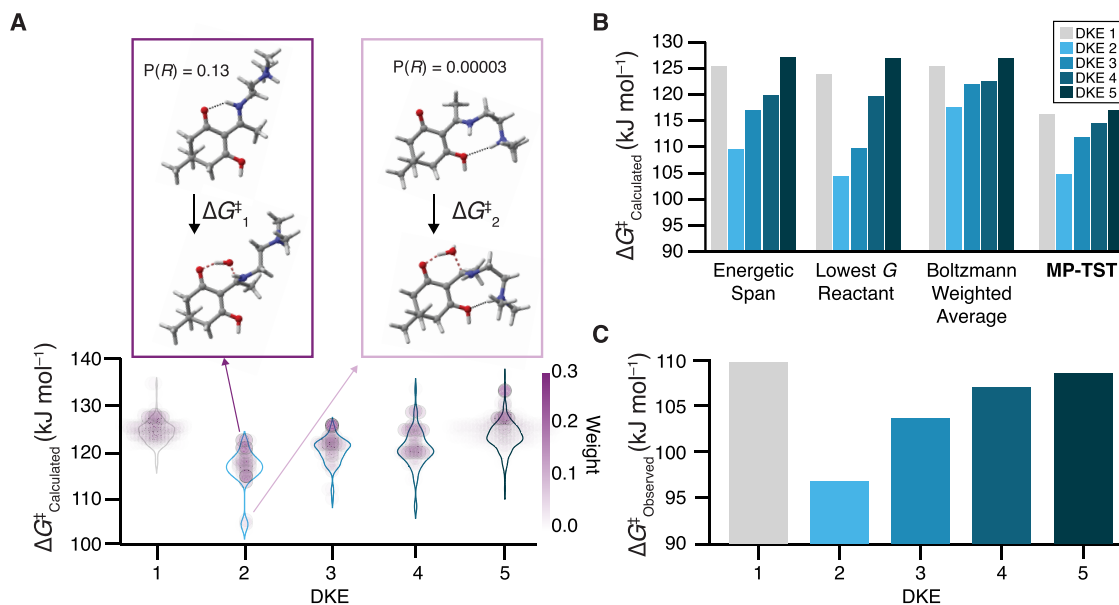 A
P(R) = 0.13
ΔG‡1
P(R) = 0.00003
ΔG‡2
ΔG‡Calculated (kJ mol−1)
140
130
120
110
100
1
2
3
4
5
DKE
0.3
0.2
0.1
0.0
Weight
B
ΔG‡Calculated (kJ mol−1)
130
125
120
115
110
105
100
95
90
DKE 1
DKE 2
DKE 3
DKE 4
DKE 5
Energetic
Span
Lowest G
Reactant
Boltzmann
Weighted
Average
MP-TST
C
ΔG‡Observed (kJ mol−1)
110
105
100
95
90
1
2
3
4
5
DKE